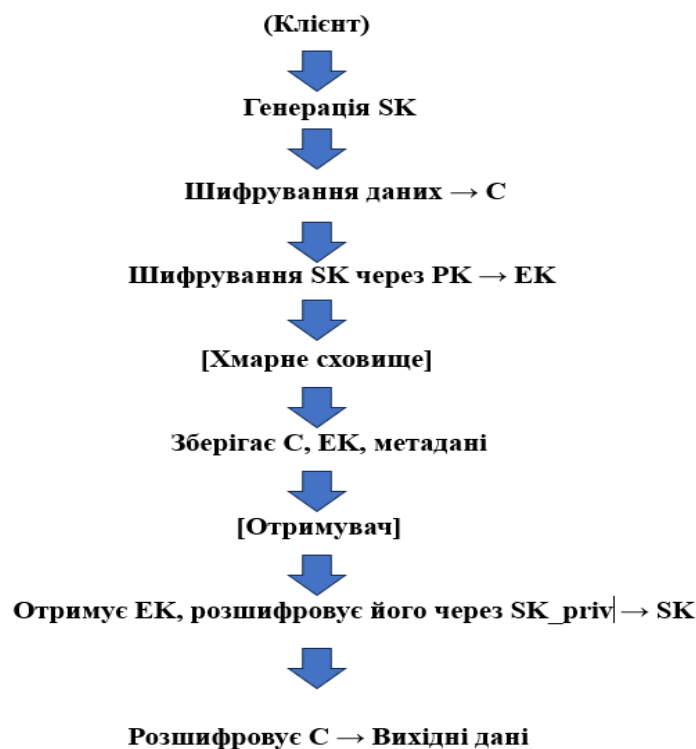 (Клієнт)
Генерація SK
Шифрування даних → C
Шифрування SK через PK → EK
[Хмарне сховище]
Зберігає C, EK, метадані
[Отримувач]
Отримує EK, розшифровує його через SK_priv → SK
Розшифровує C → Вихідні дані